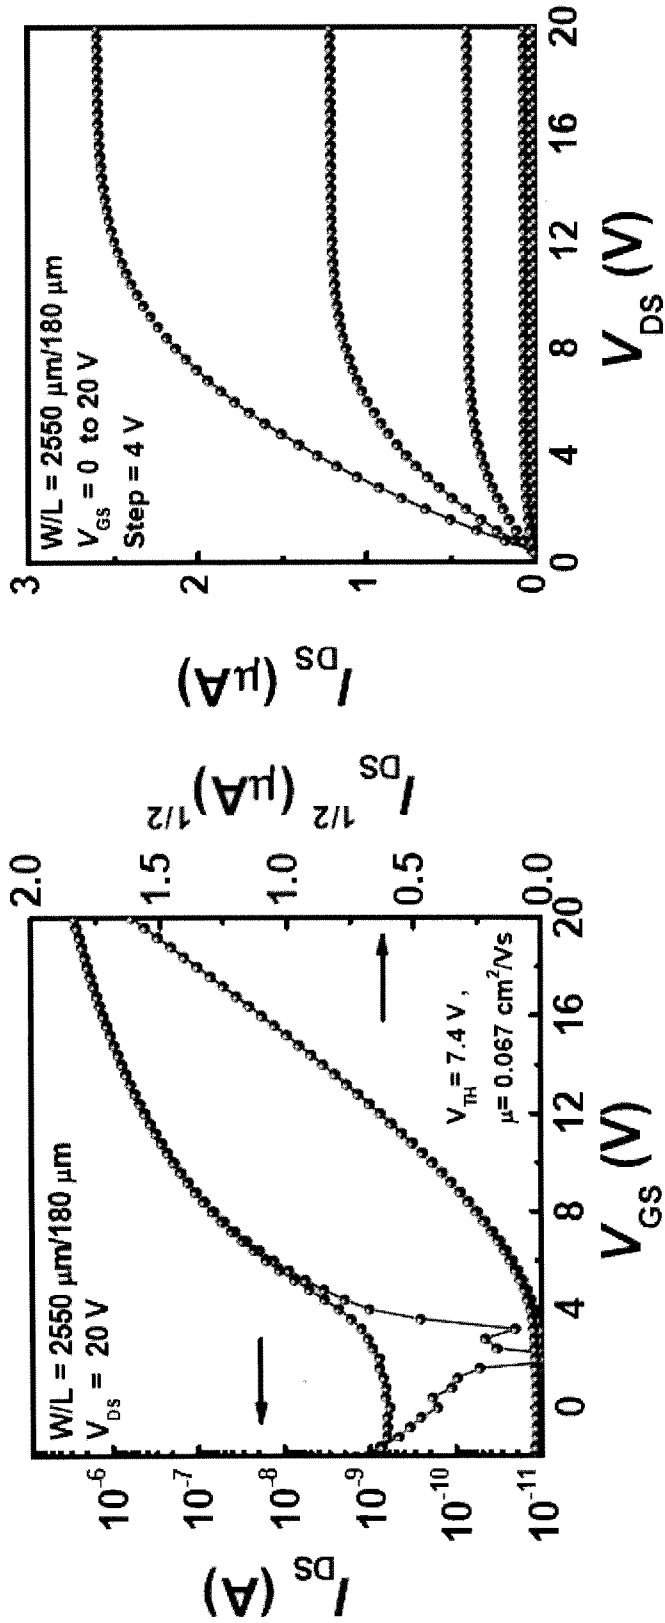 W/L = 2550 µm/180 µm
V_DS = 20 V
V_TH = 7.4 V ,
µ= 0.067 cm²/Vs
I_DS (A)
10⁻⁶
10⁻⁷
10⁻⁸
10⁻⁹
10⁻¹⁰
10⁻¹¹
0 4 8 12 16 20
V_GS (V)
2.0
1.5
1.0
0.5
0.0
I_DS^1/2 (µA)^1/2
W/L = 2550 µm/180 µm
V_GS = 0 to 20 V
Step = 4 V
I_DS (µA)
3
2
1
0
0 4 8 12 16 20
V_DS (V)